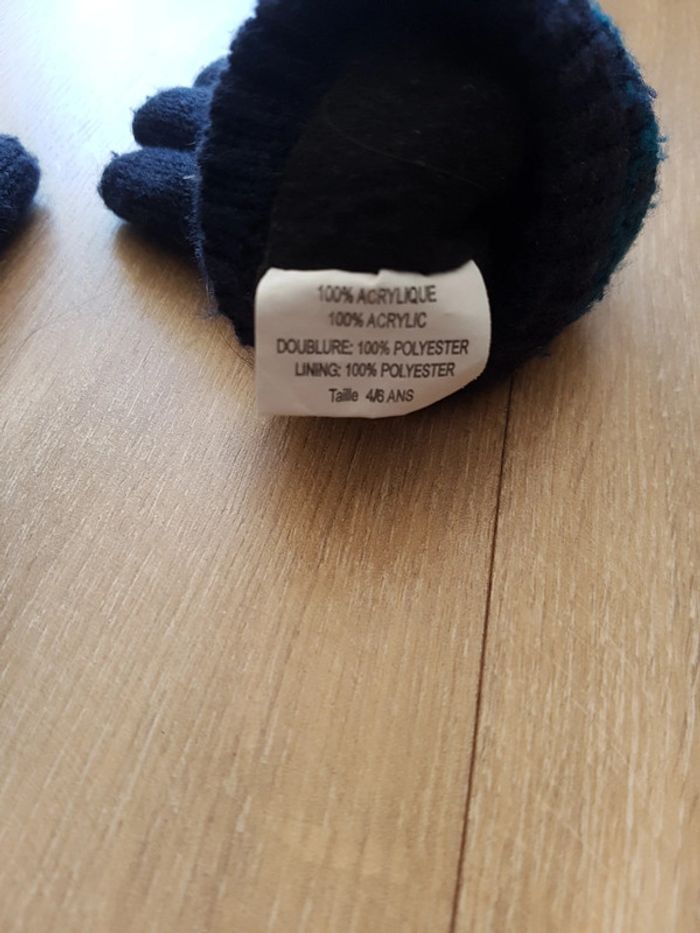 100% ACRYLIQUE
100% ACRYLIC
DOUBLURE: 100% POLYESTER
LINING: 100% POLYESTER
Taille 4/6 ANS